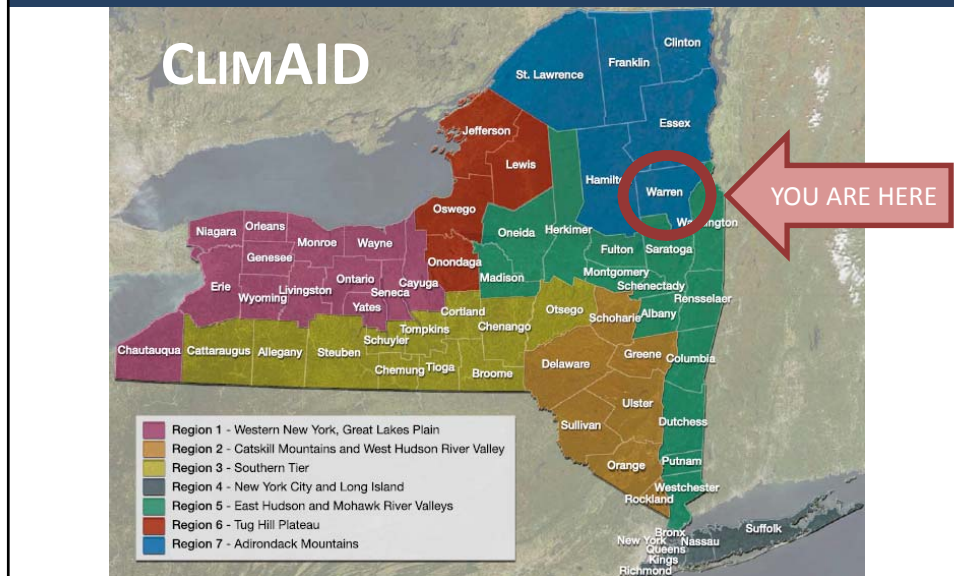 CLIMAID
Clinton
Franklin
St. Lawrence
Essex
Jefferson
Lewis
Hamilto
Warren
YOU ARE HERE
Oswego
Wa ington
Niagara
Orleans
Monroe
Wayne
Oneida
Herkimer
Fulton
Saratoga
Genesee
Onondaga
Madison
Montgomery
Schenectady
Erie
Wyoming
Livingston
Ontario
Seneca
Cayuga
Yates
Rensselaer
Cortland
Otsego
Schoharie
Albany
Tompkins
Chenango
Schuyler
Chautauqua
Cattaraugus
Allegany
Steuben
Chemung
Tioga
Broome
Delaware
Greene
Columbia
Ulster
Sullivan
Dutchess
Orange
Putnam
Westchester
Rockland
Bronx
New York
Nassau
Suffolk
Queens
Kings
Richmond
Region 1 - Western New York, Great Lakes Plain
Region 2 - Catskill Mountains and West Hudson River Valley
Region 3 - Southern Tier
Region 4 - New York City and Long Island
Region 5 - East Hudson and Mohawk River Valleys
Region 6 - Tug Hill Plateau
Region 7 - Adirondack Mountains